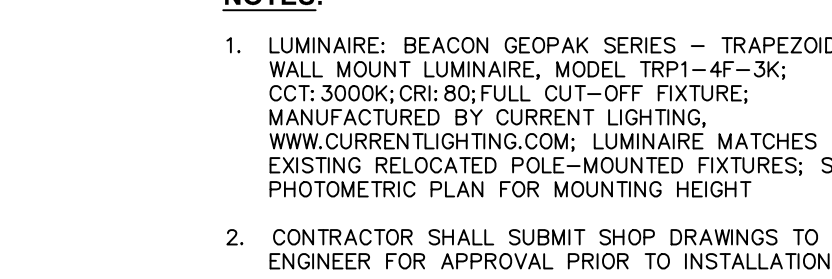 NOTES:
1. LUMINAIRE: BEACON GEOPAK SERIES – TRAPEZOID
WALL MOUNT LUMINAIRE, MODEL TRP1–4F–3K;
CCT: 3000K; CRI: 80; FULL CUT–OFF FIXTURE;
MANUFACTURED BY CURRENT LIGHTING,
WWW.CURRENTLIGHTING.COM; LUMINAIRE MATCHES
EXISTING RELOCATED POLE–MOUNTED FIXTURES; S
PHOTOMETRIC PLAN FOR MOUNTING HEIGHT
2. CONTRACTOR SHALL SUBMIT SHOP DRAWINGS TO
ENGINEER FOR APPROVAL PRIOR TO INSTALLATION